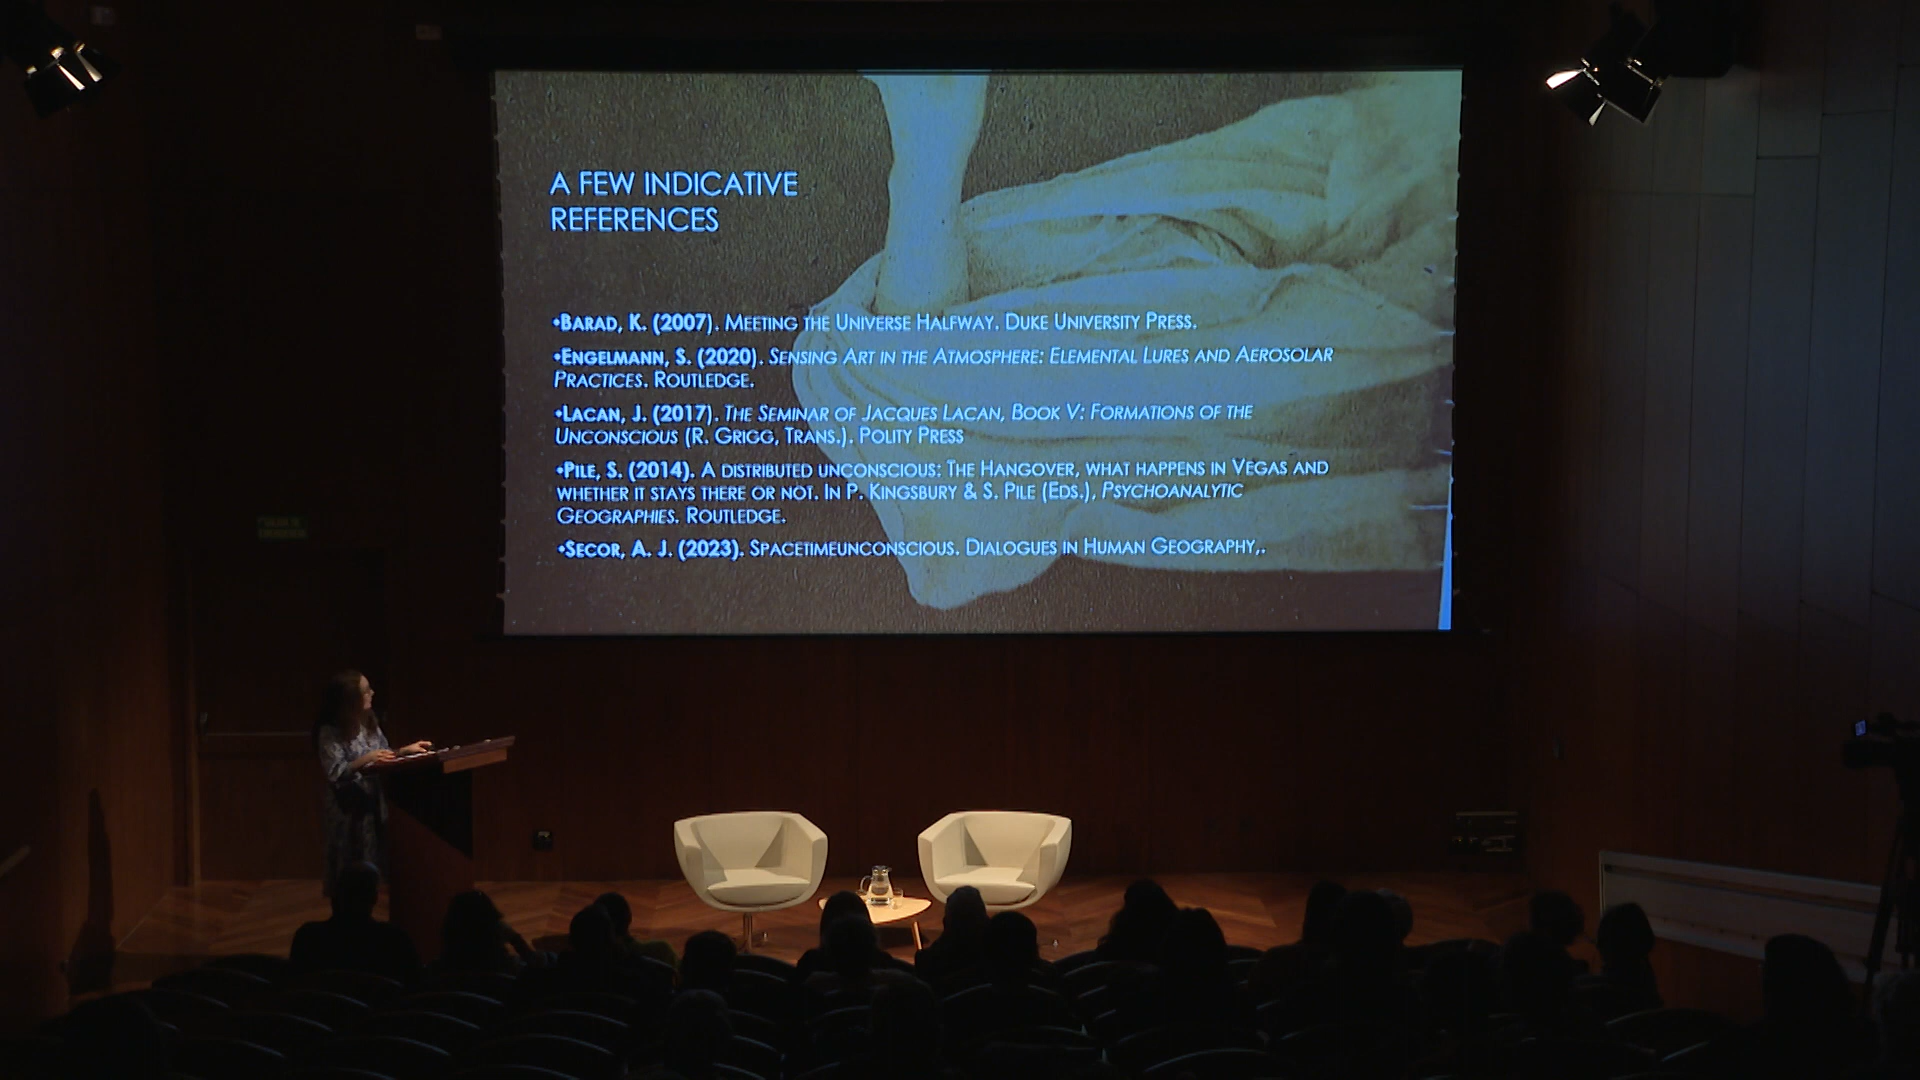 A FEW INDICATIVE
REFERENCES
•BARAD, K. (2007). MEETING THE UNIVERSE HALFWAY. DUKE UNIVERSITY PRESS.
•ENGELMANN, S. (2020). SENSING ART IN THE ATMOSPHERE: ELEMENTAL LURES AND AEROSOLAR
PRACTICES. ROUTLEDGE.
•LACAN, J. (2017). THE SEMINAR OF JACQUES LACAN, BOOK V: FORMATIONS OF THE
UNCONSCIOUS (R. GRIGG, TRANS.). POLITY PRESS
•PILE, S. (2014). A DISTRIBUTED UNCONSCIOUS: THE HANGOVER, WHAT HAPPENS IN VEGAS AND
WHETHER IT STAYS THERE OR NOT. IN P. KINGSBURY & S. PILE (EDS.), PSYCHOANALYTIC
GEOGRAPHIES. ROUTLEDGE.
•SECOR, A. J. (2023). SPACETIMEUNCONSCIOUS. DIALOGUES IN HUMAN GEOGRAPHY,.